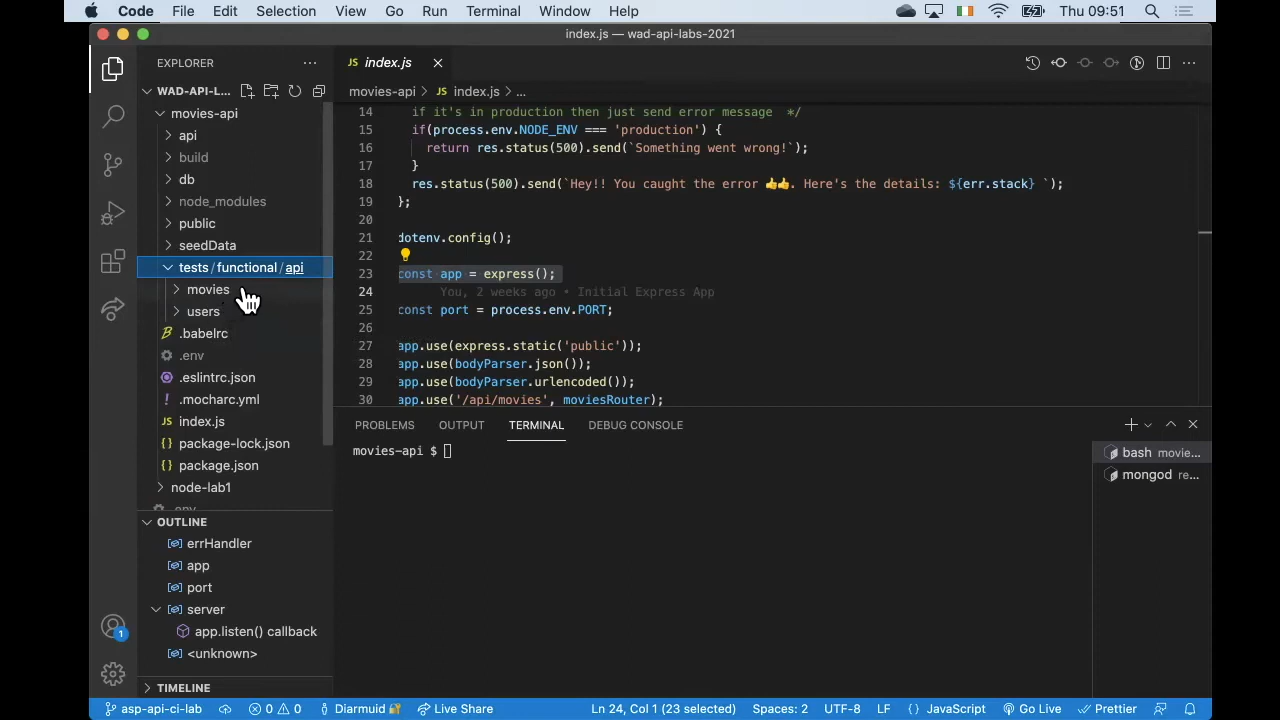 Code File Edit Selection View Go Run Terminal Window Help Thu 09:51
index.js — wad-api-labs-2021
EXPLORER
WAD-API-L...
movies-api
api
build
db
node_modules
public
seedData
tests/functional/api
movies
users
.babelrc
.env
.eslintrc.json
.mocharc.yml
index.js
package-lock.json
package.json
node-lab1
.env
OUTLINE
errHandler
app
port
server
app.listen() callback
<unknown>
TIMELINE
JS index.js
movies-api > JS index.js > ...
14 if it's in production then just send error message */
15 if(process.env.NODE_ENV === 'production') {
16 return res.status(500).send(`Something went wrong!`);
17 }
18 res.status(500).send(`Hey!! You caught the error 👍👍. Here's the details: ${err.stack} `);
19 };
20
21 dotenv.config();
22
23 const app = express();
24 You, 2 weeks ago • Initial Express App
25 const port = process.env.PORT;
26
27 app.use(express.static('public'));
28 app.use(bodyParser.json());
29 app.use(bodyParser.urlencoded());
30 app.use('/api/movies', moviesRouter);
PROBLEMS OUTPUT TERMINAL DEBUG CONSOLE
movies-api $
bash movie...
mongod re...
1
asp-api-ci-lab 0 0 Diarmuid 🔐 Live Share Ln 24, Col 1 (23 selected) Spaces: 2 UTF-8 LF {} JavaScript Go Live Prettier